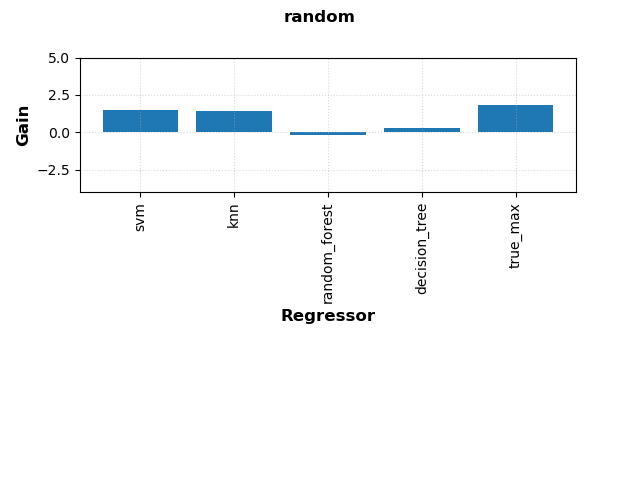 random
Gain
5.0
2.5
0.0
−2.5
svm
knn
random_forest
decision_tree
true_max
Regressor